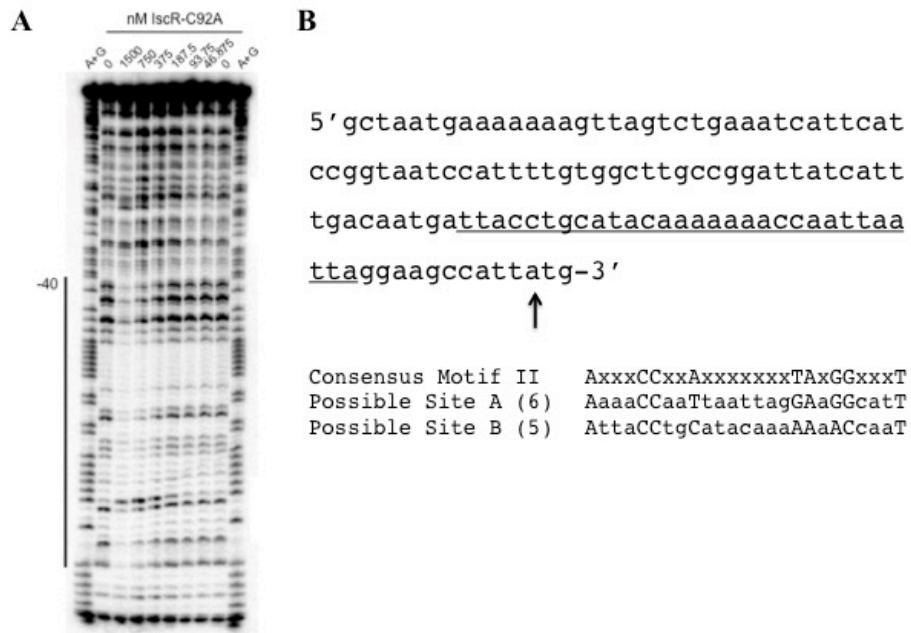 A
nM IscR-C92A
A+G 0 1500 750 375 187.5 93.75 46.875 0 A+G
-40
B
5’gctaatgaaaaaaagttagtctgaaatcattcat
ccggtaatccattttgtggcttgccggattatcatt
tgacaatgattacctgcatacaaaaaaaccaattaa
ttaggaagccattatg-3’
Consensus Motif II AxxxCCxxAxxxxxxxTAxGGxxxT
Possible Site A (6) AaaaCCaaTtaattagGAaGGcatT
Possible Site B (5) AttaCCtgCatacaaaAAaACcaaT